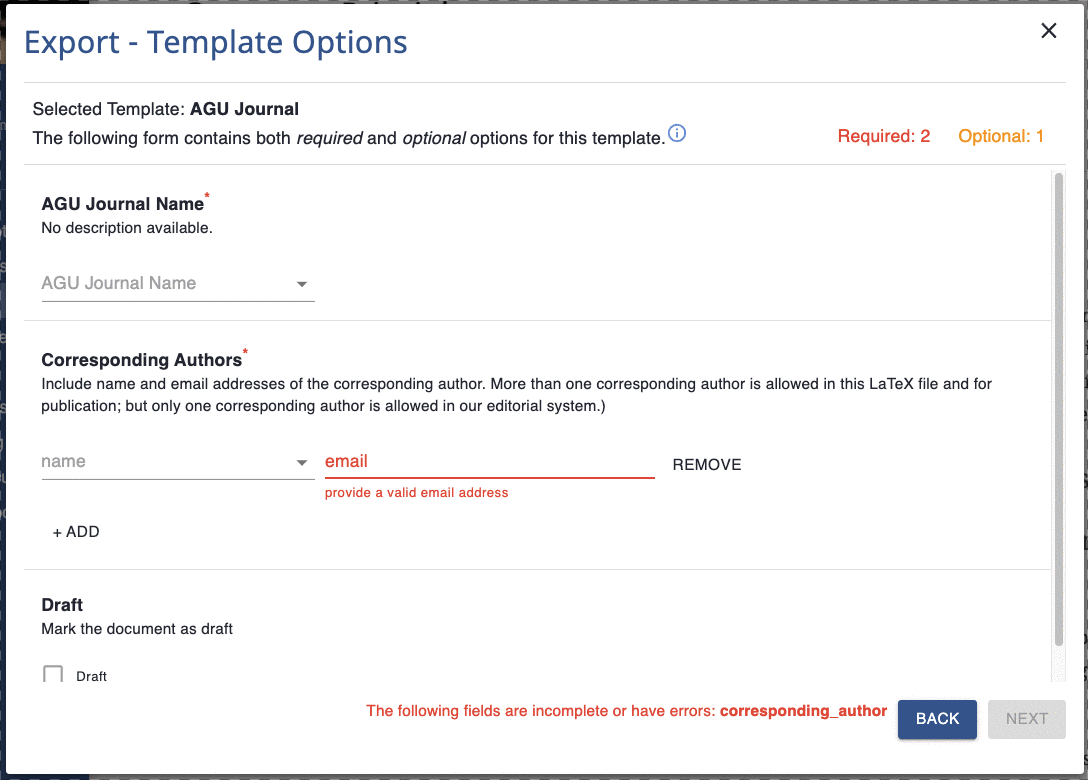 Export - Template Options
Selected Template: AGU Journal
The following form contains both required and optional options for this template.
Required: 2 Optional: 1
AGU Journal Name*
No description available.
AGU Journal Name
Corresponding Authors*
Include name and email addresses of the corresponding author. More than one corresponding author is allowed in this LaTeX file and for
publication; but only one corresponding author is allowed in our editorial system.)
name email REMOVE
provide a valid email address
+ ADD
Draft
Mark the document as draft
Draft
The following fields are incomplete or have errors: corresponding_author
BACK NEXT